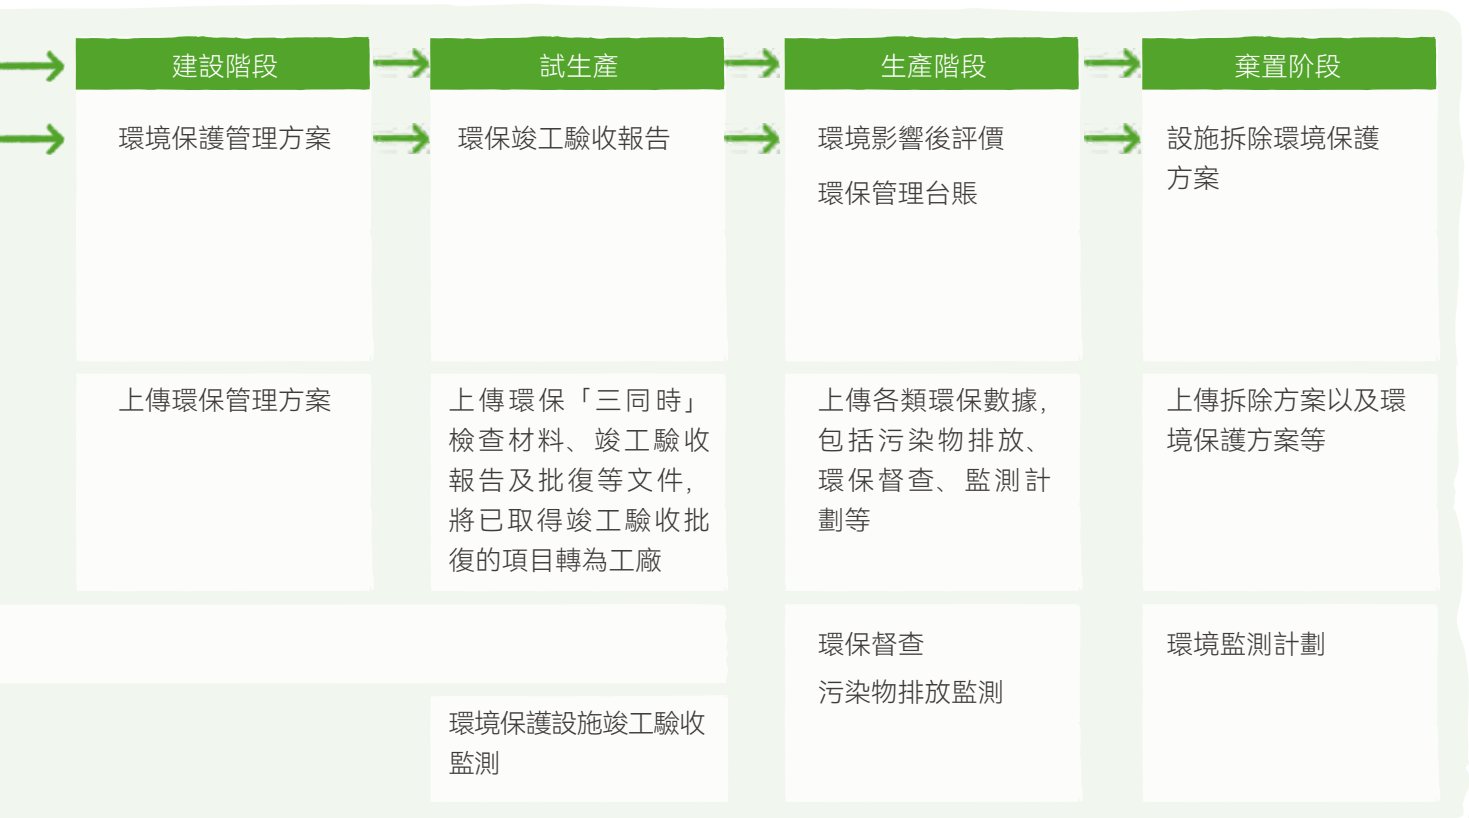 建設階段
試生產
生產階段
棄置阶段
環境保護管理方案
環保竣工驗收報告
環境影響後評價
環保管理台賬
設施拆除環境保護
方案
上傳環保管理方案
上傳環保「三同時」
檢查材料、竣工驗收
報告及批復等文件,
將已取得竣工驗收批
復的項目轉為工廠
上傳各類環保數據,
包括污染物排放、
環保督查、監測計
劃等
上傳拆除方案以及環
境保護方案等
環保督查
污染物排放監測
環境監測計劃
環境保護設施竣工驗收
監測